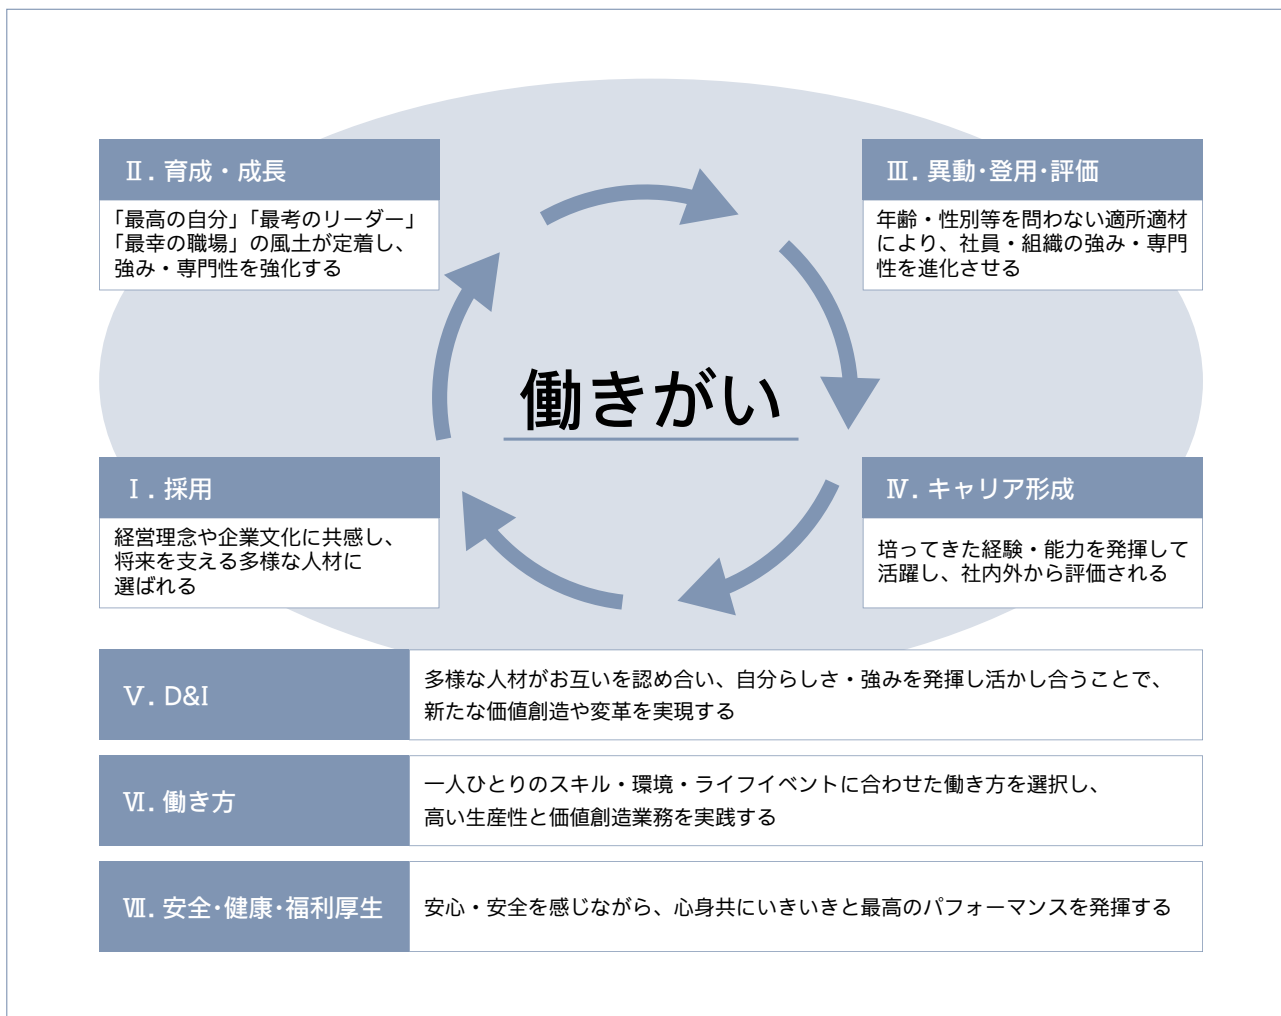 Ⅱ. 育成・成長
「最高の自分」「最考のリーダー」
「最幸の職場」の風土が定着し、
強み・専門性を強化する
Ⅲ. 異動・登用・評価
年齢・性別等を問わない適所適材
により、社員・組織の強み・専門
性を進化させる
働きがい
Ⅰ. 採用
経営理念や企業文化に共感し、
将来を支える多様な人材に
選ばれる
Ⅳ. キャリア形成
培ってきた経験・能力を発揮して
活躍し、社内外から評価される
Ⅴ. D&I
多様な人材がお互いを認め合い、自分らしさ・強みを発揮し活かし合うことで、
新たな価値創造や変革を実現する
Ⅵ. 働き方
一人ひとりのスキル・環境・ライフイベントに合わせた働き方を選択し、
高い生産性と価値創造業務を実践する
Ⅶ. 安全・健康・福利厚生
安心・安全を感じながら、心身共にいきいきと最高のパフォーマンスを発揮する